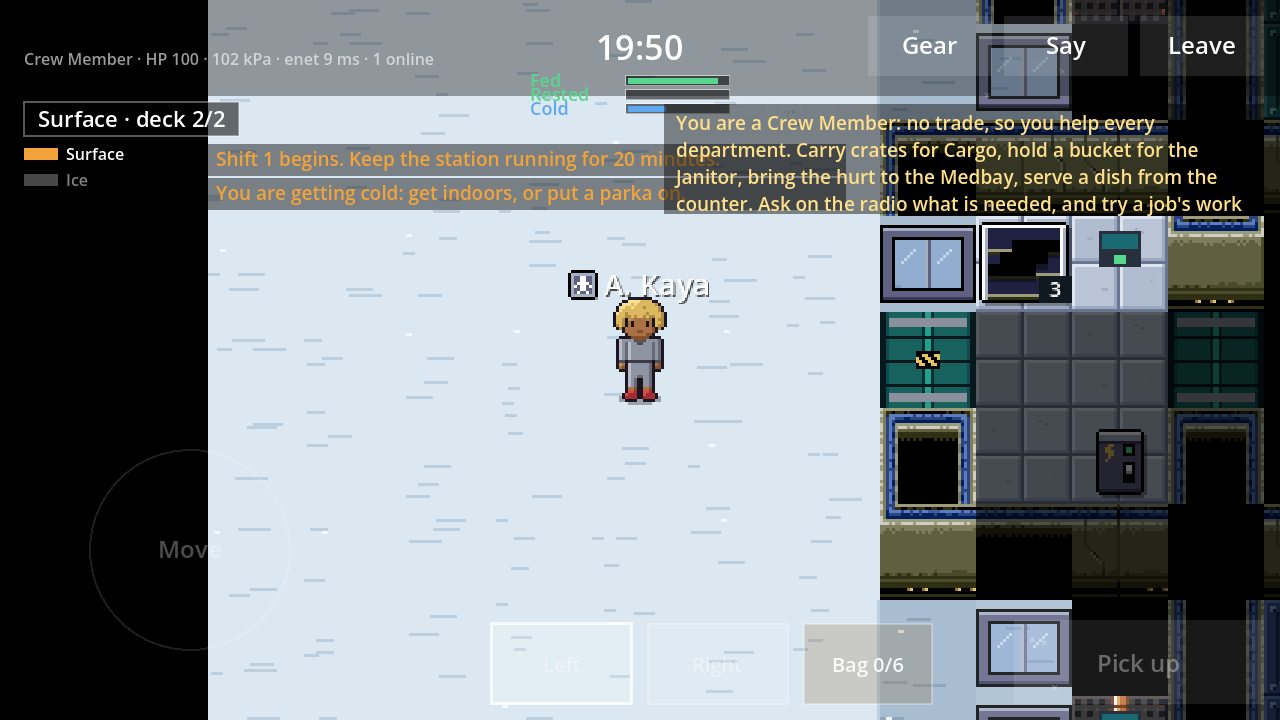 Crew Member · HP 100 · 102 kPa · enet 9 ms · 1 online
19:50
Gear
Say
Leave
Fed
Rested
Cold
Surface · deck 2/2
Surface
Ice
Shift 1 begins. Keep the station running for 20 minutes.
You are getting cold: get indoors, or put a parka on
You are a Crew Member: no trade, so you help every
department. Carry crates for Cargo, hold a bucket for the
Janitor, bring the hurt to the Medbay, serve a dish from the
counter. Ask on the radio what is needed, and try a job's work
A. Kaya
3
Move
Left
Right
Bag 0/6
Pick up